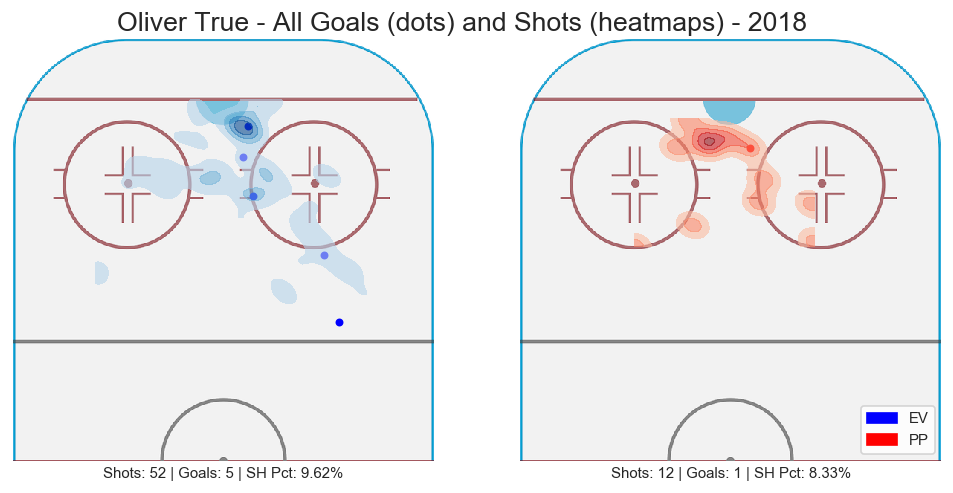 Oliver True - All Goals (dots) and Shots (heatmaps) - 2018
EV
PP
Shots: 52 | Goals: 5 | SH Pct: 9.62%
Shots: 12 | Goals: 1 | SH Pct: 8.33%